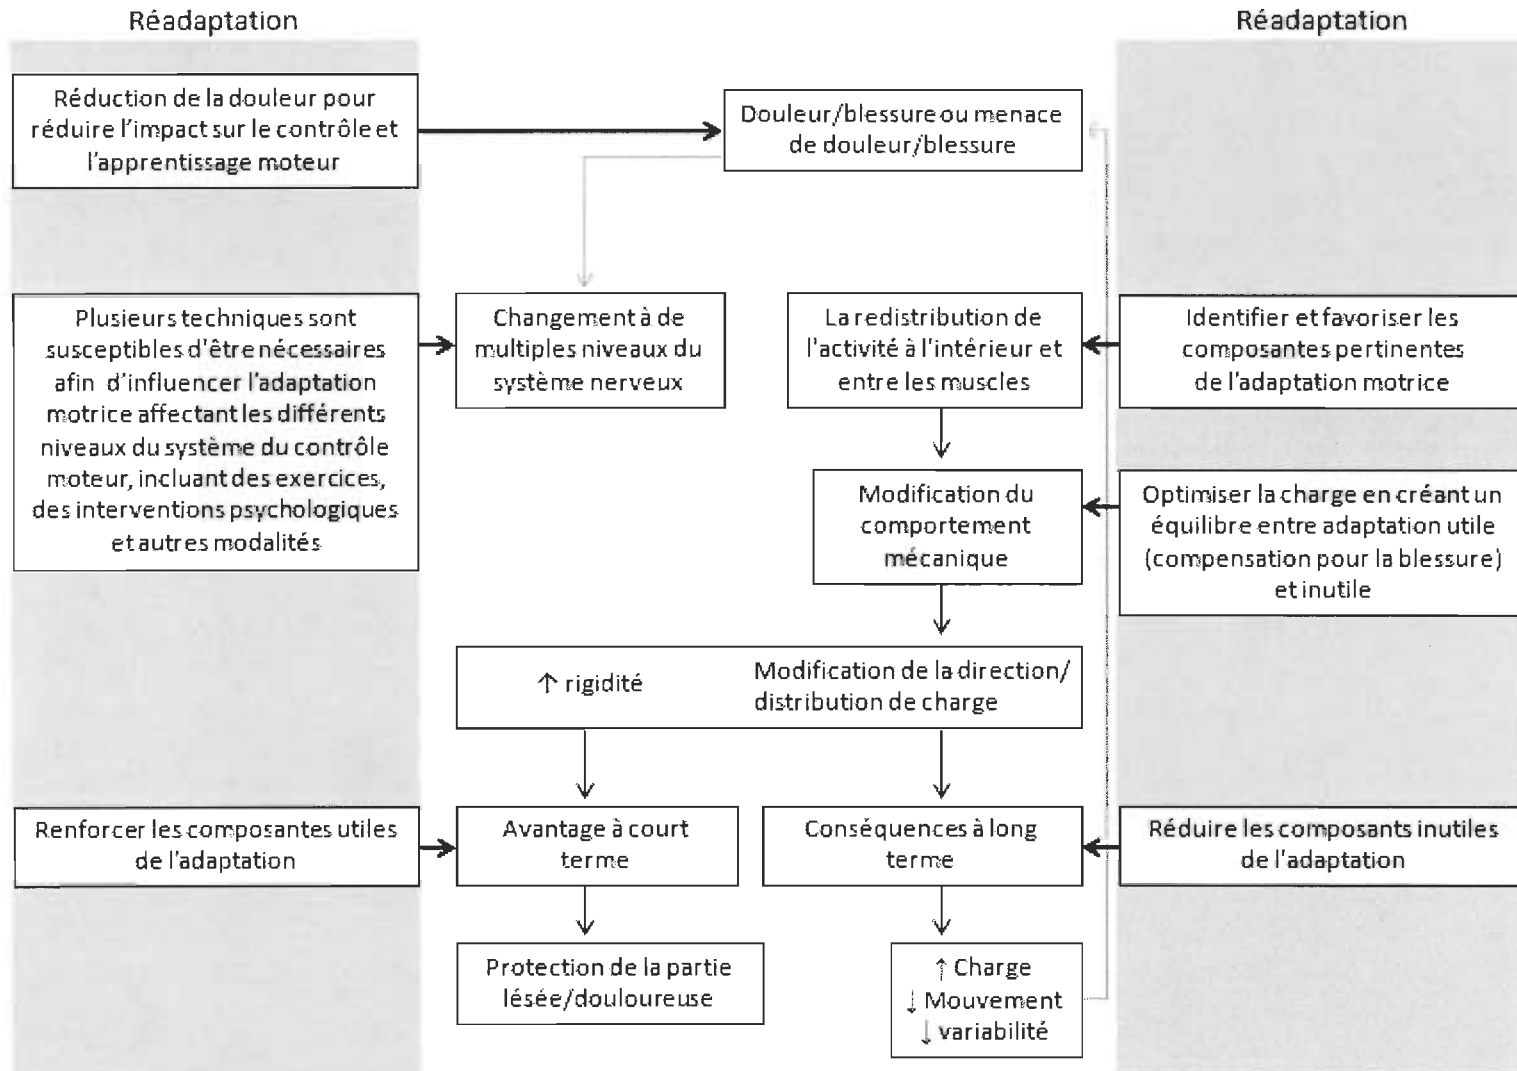 Réadaptation
Réadaptation
Réduction de la douleur pour
réduire l'impact sur le contrôle et
l'apprentissage moteur
Douleur/blessure ou menace
de douleur/blessure
Plusieurs techniques sont
susceptibles d'être nécessaires
afin d'influencer l'adaptation
motrice affectant les différents
niveaux du système du contrôle
moteur, incluant des exercices,
des interventions psychologiques
et autres modalités
Changement à de
multiples niveaux du
système nerveux
La redistribution de
l'activité à l'intérieur et
entre les muscles
Identifier et favoriser les
composantes pertinentes
de l'adaptation motrice
Modification du
comportement
mécanique
Optimiser la charge en créant un
équilibre entre adaptation utile
(compensation pour la blessure)
et inutile
↑ rigidité
Modification de la direction/
distribution de charge
Renforcer les composantes utiles
de l'adaptation
Avantage à court
terme
Conséquences à long
terme
Réduire les composants inutiles
de l'adaptation
Protection de la partie
lésée/douloureuse
↑ Charge
↓ Mouvement
↓ variabilité